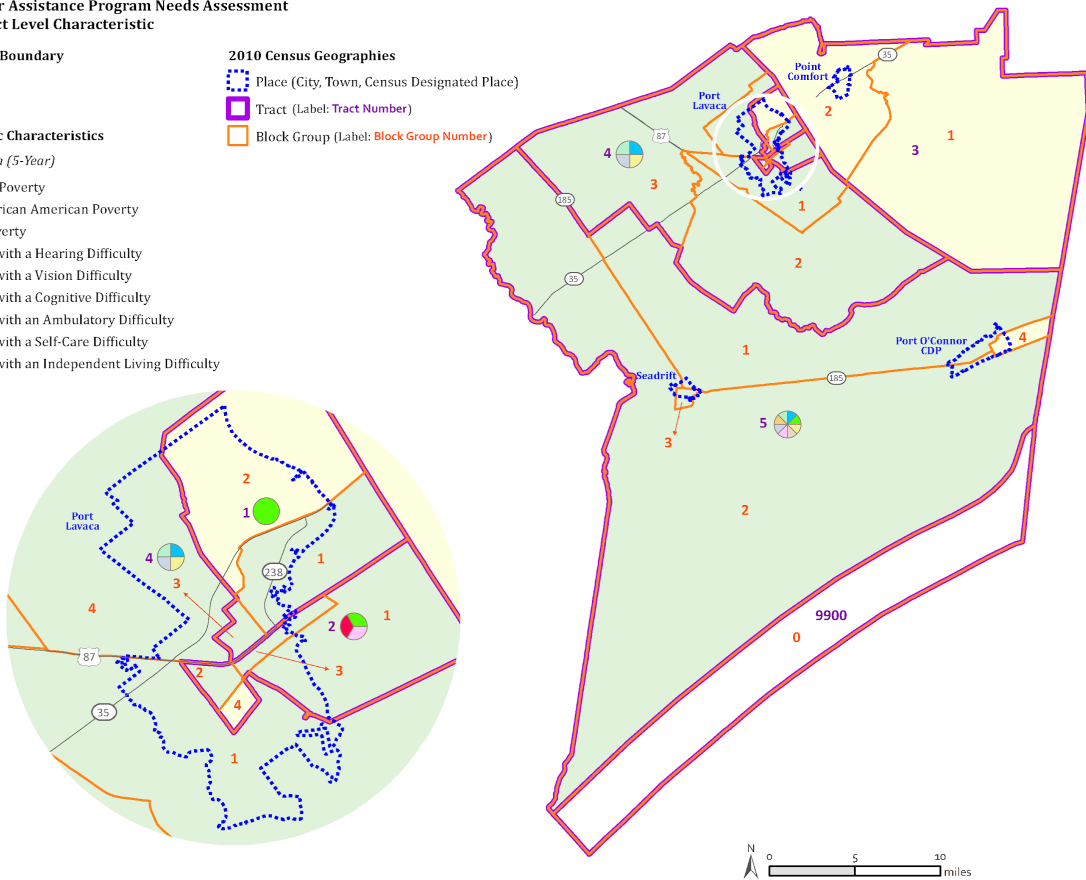 r Assistance Program Needs Assessment
ct Level Characteristic
Boundary
2010 Census Geographies
Place (City, Town, Census Designated Place)
Tract (Label: Tract Number)
Block Group (Label: Block Group Number)
c Characteristics
a (5-Year)
Poverty
rican American Poverty
verty
with a Hearing Difficulty
with a Vision Difficulty
with a Cognitive Difficulty
with an Ambulatory Difficulty
with a Self-Care Difficulty
with an Independent Living Difficulty
35
Point
Comfort
Port
Lavaca
2
1
3
87
4
3
185
1
2
35
1
Port O'Connor
CDP
4
Seadrift
185
5
3
2
9900
0
2
1
Port
Lavaca
4
3
238
1
4
2
1
87
2
3
35
4
1
N
0
5
10
miles